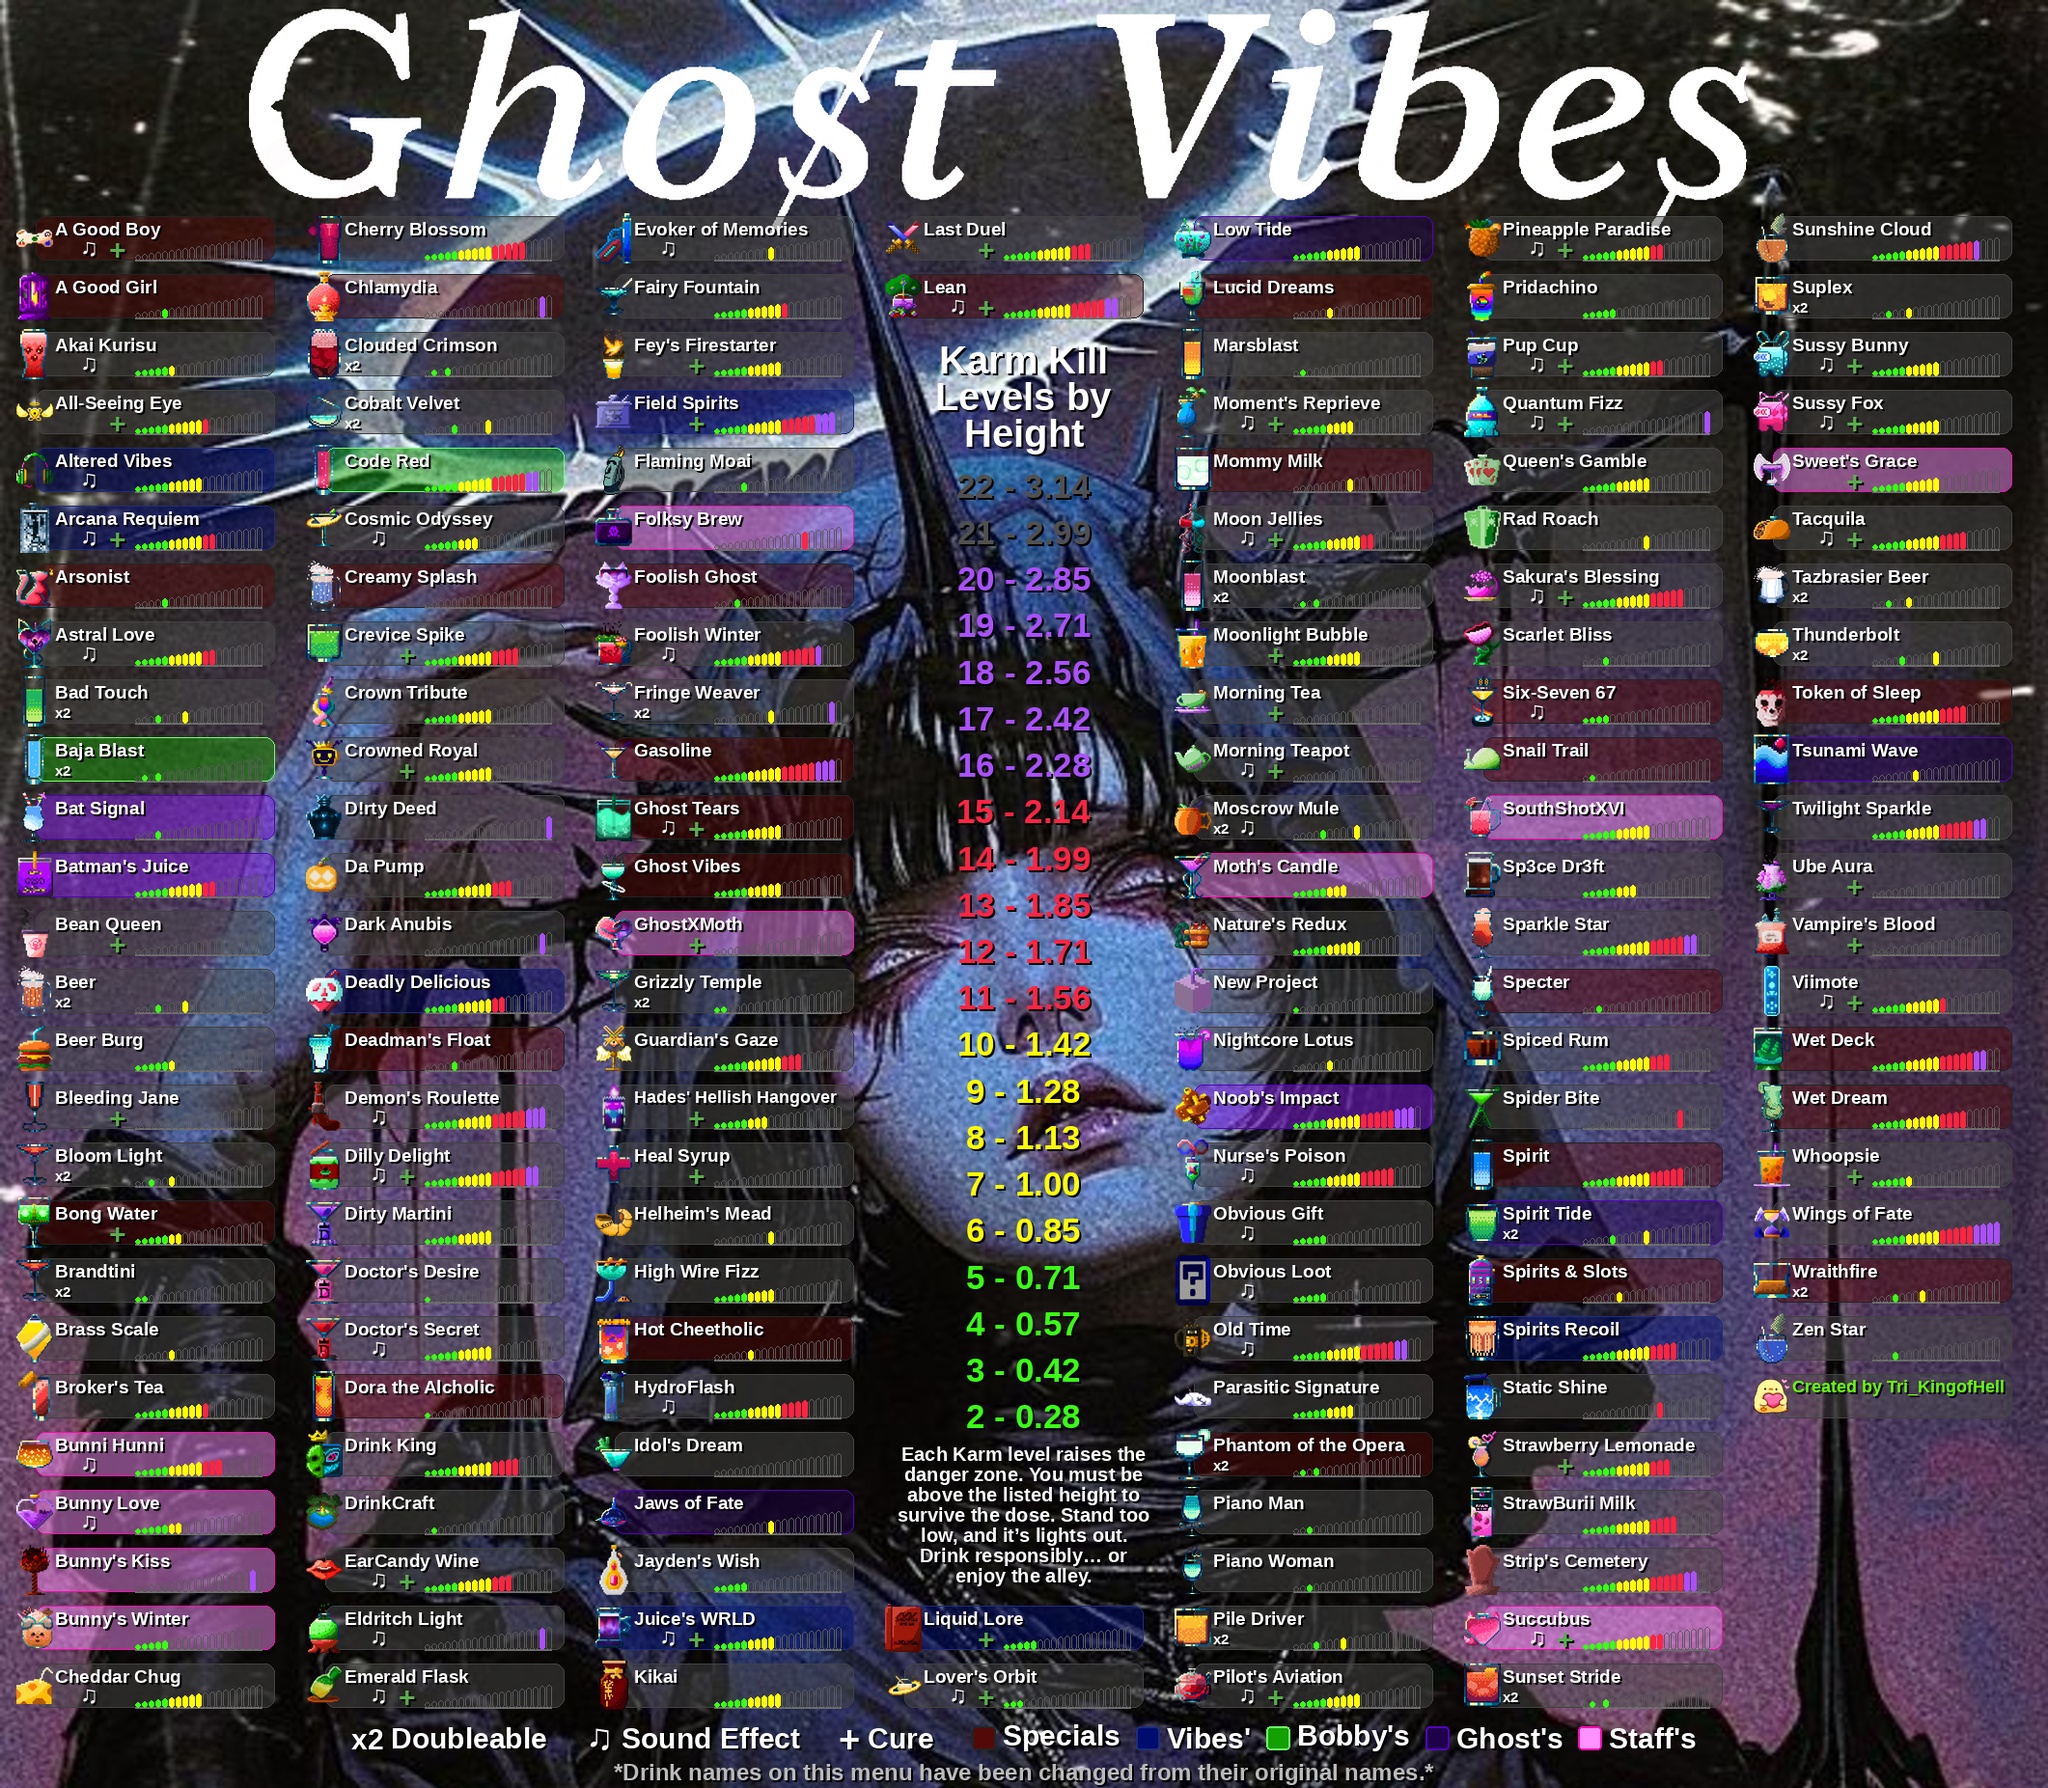 Ghost Vibes
A Good Boy
♫ +
A Good Girl
Akai Kurisu
♫
All-Seeing Eye
+
Altered Vibes
♫
Arcana Requiem
♫ +
Arsonist
Astral Love
♫
Bad Touch
x2
Baja Blast
x2
Bat Signal
Batman's Juice
Bean Queen
+
Beer
x2
Beer Burg
Bleeding Jane
+
Bloom Light
x2
Bong Water
+
Brandtini
x2
Brass Scale
Broker's Tea
Bunni Hunni
♫
Bunny Love
♫
Bunny's Kiss
Bunny's Winter
Cheddar Chug
♫
Cherry Blossom
Chlamydia
Clouded Crimson
x2
Cobalt Velvet
x2
Code Red
Cosmic Odyssey
♫
Creamy Splash
Crevice Spike
+
Crown Tribute
Crowned Royal
+
D!rty Deed
Da Pump
Dark Anubis
Deadly Delicious
Deadman's Float
Demon's Roulette
♫
Dilly Delight
♫ +
Dirty Martini
Doctor's Desire
Doctor's Secret
♫
Dora the Alcholic
Drink King
DrinkCraft
EarCandy Wine
♫ +
Eldritch Light
♫
Emerald Flask
♫ +
Evoker of Memories
♫
Fairy Fountain
Fey's Firestarter
+
Field Spirits
+
Flaming Moai
Folksy Brew
Foolish Ghost
Foolish Winter
♫
Fringe Weaver
x2
Gasoline
Ghost Tears
♫ +
Ghost Vibes
GhostXMoth
+
Grizzly Temple
x2
Guardian's Gaze
Hades' Hellish Hangover
+
Heal Syrup
+
Helheim's Mead
High Wire Fizz
Hot Cheetholic
HydroFlash
♫
Idol's Dream
Jaws of Fate
Jayden's Wish
Juice's WRLD
♫ +
Kikai
Last Duel
+
Lean
♫ +
Karm Kill
Levels by
Height
22 - 3.14
21 - 2.99
20 - 2.85
19 - 2.71
18 - 2.56
17 - 2.42
16 - 2.28
15 - 2.14
14 - 1.99
13 - 1.85
12 - 1.71
11 - 1.56
10 - 1.42
9 - 1.28
8 - 1.13
7 - 1.00
6 - 0.85
5 - 0.71
4 - 0.57
3 - 0.42
2 - 0.28
Each Karm level raises the
danger zone. You must be
above the listed height to
survive the dose. Stand too
low, and it's lights out.
Drink responsibly... or
enjoy the alley.
Liquid Lore
+
Lover's Orbit
♫ +
Low Tide
Lucid Dreams
Marsblast
Moment's Reprieve
♫ +
Mommy Milk
Moon Jellies
♫ +
Moonblast
x2
Moonlight Bubble
+
Morning Tea
+
Morning Teapot
♫ +
Moscrow Mule
x2 ♫
Moth's Candle
Nature's Redux
New Project
Nightcore Lotus
Noob's Impact
Nurse's Poison
♫
Obvious Gift
♫
Obvious Loot
♫
Old Time
♫
Parasitic Signature
Phantom of the Opera
x2
Piano Man
Piano Woman
Pile Driver
x2
Pilot's Aviation
♫ +
Pineapple Paradise
♫ +
Pridachino
Pup Cup
♫ +
Quantum Fizz
♫ +
Queen's Gamble
Rad Roach
Sakura's Blessing
♫ +
Scarlet Bliss
Six-Seven 67
♫
Snail Trail
SouthShotXVI
Sp3ce Dr3ft
Sparkle Star
Specter
Spiced Rum
Spider Bite
Spirit
Spirit Tide
x2
Spirits & Slots
Spirits Recoil
Static Shine
Strawberry Lemonade
+
StrawBurii Milk
Strip's Cemetery
Succubus
♫ +
Sunset Stride
x2
Sunshine Cloud
Suplex
x2
Sussy Bunny
♫ +
Sussy Fox
♫ +
Sweet's Grace
+
Tacquila
♫ +
Tazbrasier Beer
x2
Thunderbolt
x2
Token of Sleep
Tsunami Wave
Twilight Sparkle
Ube Aura
+
Vampire's Blood
+
Viimote
♫ +
Wet Deck
Wet Dream
Whoopsie
+
Wings of Fate
Wraithfire
x2
Zen Star
Created by Tri_KingofHell
x2 Doubleable ♫ Sound Effect + Cure Specials Vibes' Bobby's Ghost's Staff's
*Drink names on this menu have been changed from their original names.*